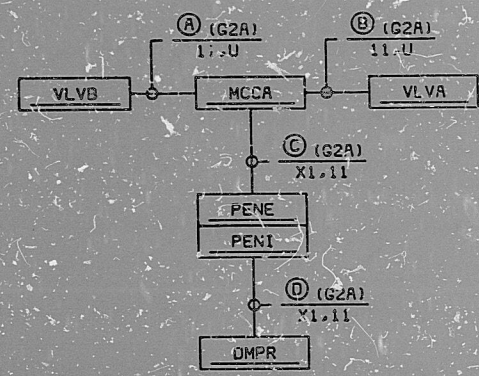 A (G2A)
B (G2A)
11.U
VLVB
MCCA
VLVA
C (G2A)
X1.11
PENE
PENI
D (G2A)
X1.11
DMPR